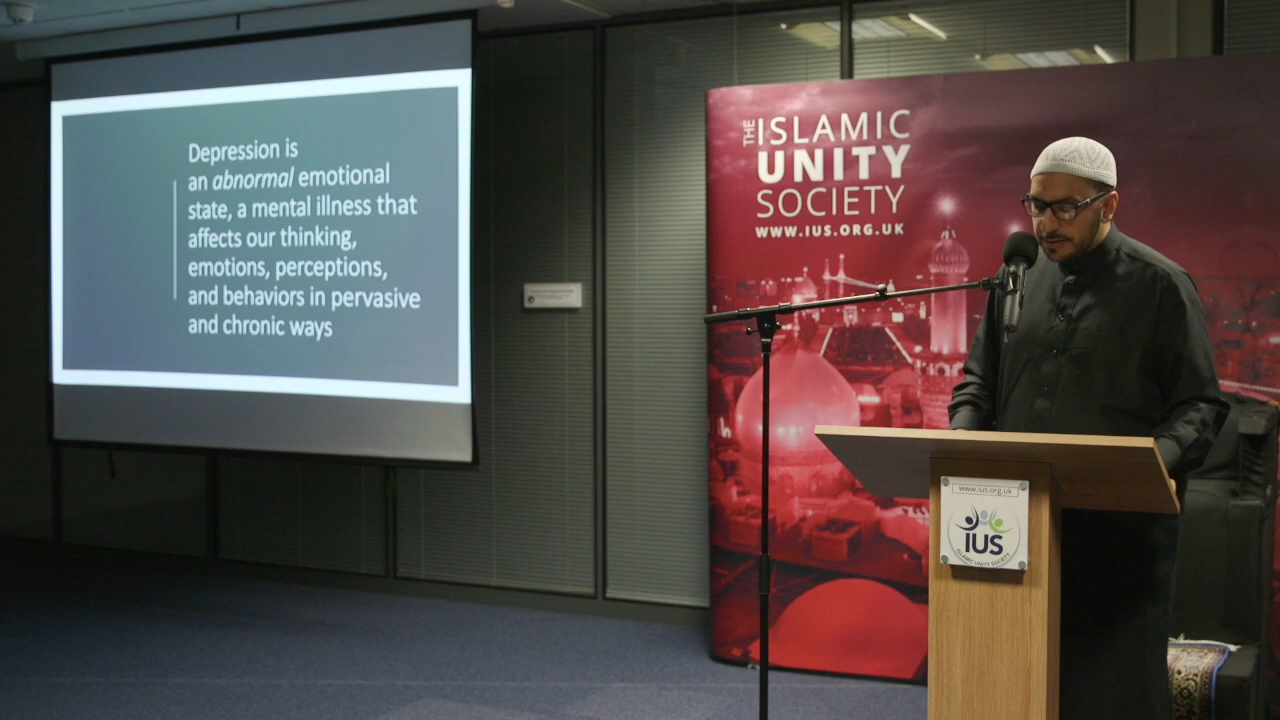 Depression is
an abnormal emotional
state, a mental illness that
affects our thinking,
emotions, perceptions,
and behaviors in pervasive
and chronic ways
THE ISLAMIC
UNITY
SOCIETY
WWW.IUS.ORG.UK
www.ius.org.uk
IUS
ISLAMIC UNITY SOCIETY